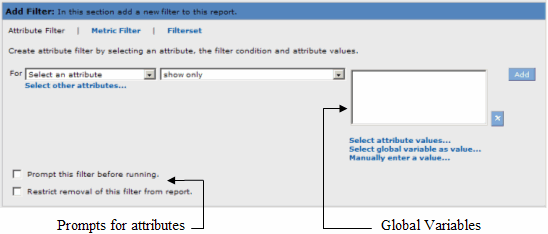 Add Filter: In this section add a new filter to this report.
Attribute Filter | Metric Filter | Filterset
Create attribute filter by selecting an attribute, the filter condition and attribute values.
For Select an attribute show only Add
Select other attributes...
X
Select attribute values...
Select global variable as value...
Manually enter a value...
Prompt this filter before running.
Restrict removal of this filter from report.
Prompts for attributes Global Variables